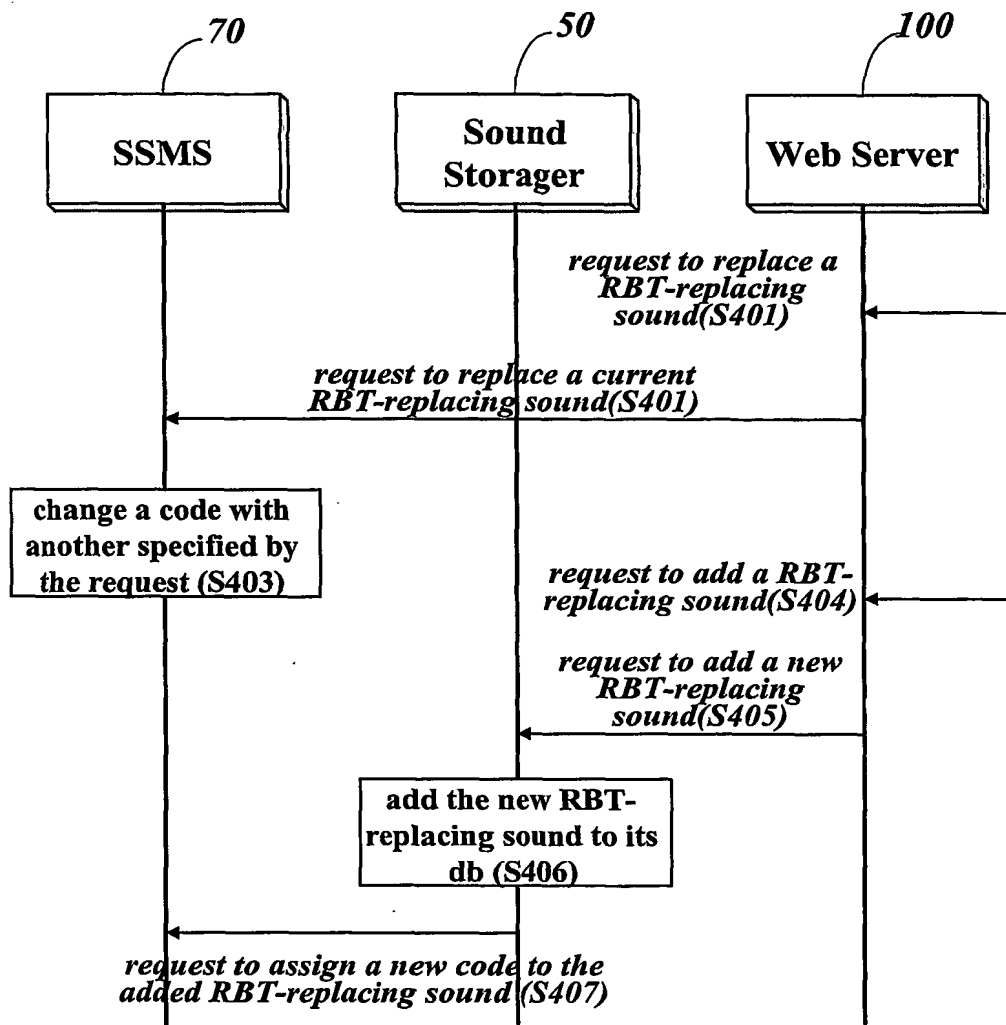 70
50
100
SSMS
Sound
Storager
Web Server
request to replace a
RBT-replacing
sound(S401)
request to replace a current
RBT-replacing sound(S401)
change a code with
another specified by
the request (S403)
request to add a RBT-
replacing sound(S404)
request to add a new
RBT-replacing
sound(S405)
add the new RBT-
replacing sound to its
db (S406)
request to assign a new code to the
added RBT-replacing sound (S407)